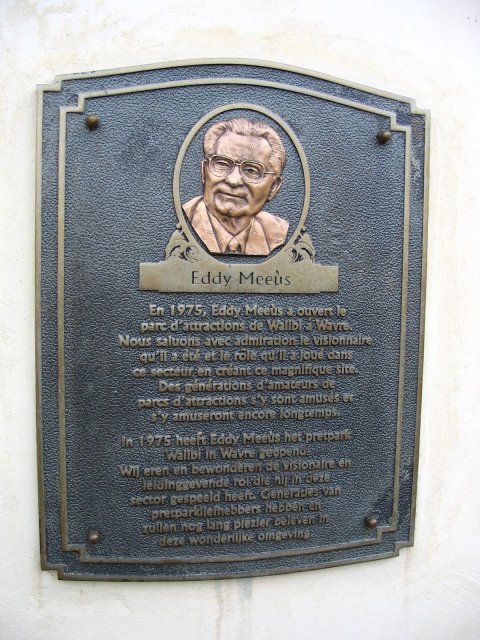 Eddy Meeùs
En 1975, Eddy Meeùs a ouvert le
parc d'attractions de Walibi à Wavre.
Nous saluons avec admiration le visionnaire
qu'il a été et le role qu'il a joué dans
ce secteur en créant ce magnifique site.
Des générations d'amateurs de
parcs d'attractions s'y sont amusés et
s'y amuseront encore longtemps.
In 1975 heeft Eddy Meeùs het pretpark
Walibi in Wavre geopend.
Wij eren en bewonderen de visionaire en
leidinggevende rol die hij in deze
sector gespeeld heeft. Generaties van
pretparkliefhebbers hebben en
zullen nog lang plezier beleven in
deze wonderlijke omgeving.